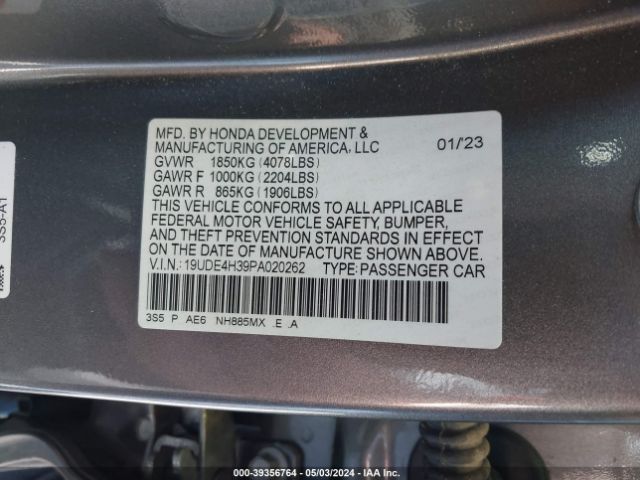 MFD. BY HONDA DEVELOPMENT &
MANUFACTURING OF AMERICA, LLC 01/'23
GVWR 1850KG (4078LBS)
GAWR F 1000KG (2204LBS)
GAWR R 865KG (1906LBS)
THIS VEHICLE CONFORMS TO ALL APPLICABLE
FEDERAL MOTOR VEHICLE SAFETY, BUMPER,
AND THEFT PREVENTION STANDARDS IN EFFECT
ON THE DATE OF MANUFACTURE SHOWN ABOVE.
V.I.N.: 19UDE4H39PA020262 TYPE: PASSENGER CAR
3S5 P AE6 NH885MX .E .A
3S5-A1
000-39356764 - 05/03/2024 - IAA Inc.